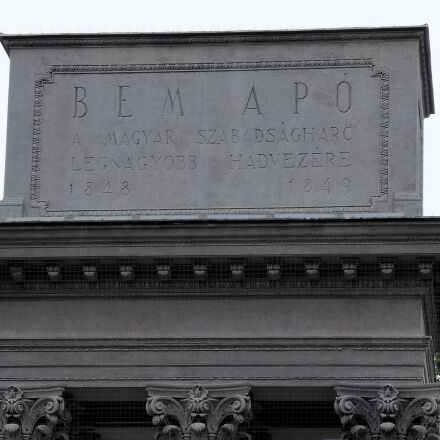 BEM APÓ
A MAGYAR SZABADSÁGHARC
LEGNAGYOBB HADVEZÉRE
1848 1849